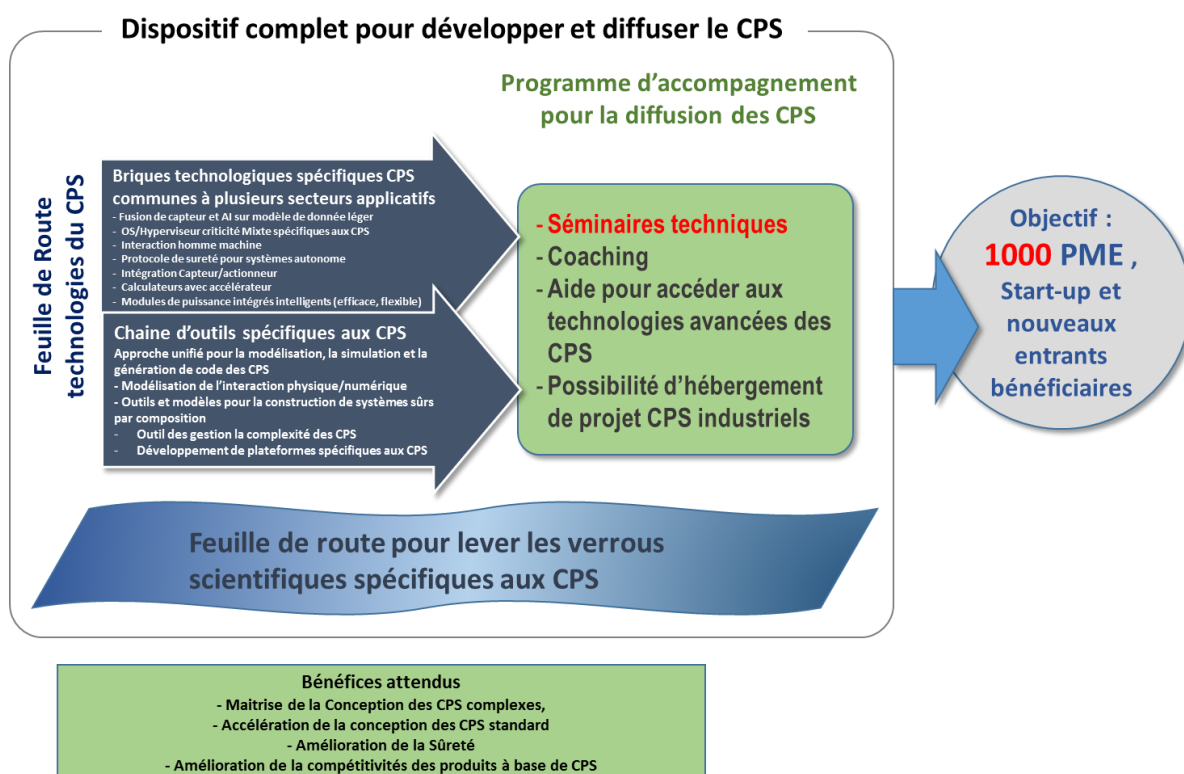 Dispositif complet pour développer et diffuser le CPS
Feuille de Route
technologies du CPS
Briques technologiques spécifiques CPS
communes à plusieurs secteurs applicatifs
- Fusion de capteur et AI sur modèle de donnée léger
- OS/Hyperviseur criticité Mixte spécifiques aux CPS
- Interaction homme machine
- Protocole de sureté pour systèmes autonome
- Intégration Capteur/actionneur
- Calculateurs avec accélérateur
- Modules de puissance intégrés intelligents (efficace, flexible)
Chaine d'outils spécifiques aux CPS
Approche unifié pour la modélisation, la simulation et la
génération de code des CPS
- Modélisation de l'interaction physique/numérique
- Outils et modèles pour la construction de systèmes sûrs
par composition
- Outil des gestion la complexité des CPS
- Développement de plateformes spécifiques aux CPS
Programme d'accompagnement
pour la diffusion des CPS
- Séminaires techniques
- Coaching
- Aide pour accéder aux
technologies avancées des
CPS
- Possibilité d'hébergement
de projet CPS industriels
Objectif :
1000 PME ,
Start-up et
nouveaux
entrants
bénéficiaires
Feuille de route pour lever les verrous
scientifiques spécifiques aux CPS
Bénéfices attendus
- Maitrise de la Conception des CPS complexes,
- Accélération de la conception des CPS standard
- Amélioration de la Sûreté
- Amélioration de la compétitivités des produits à base de CPS